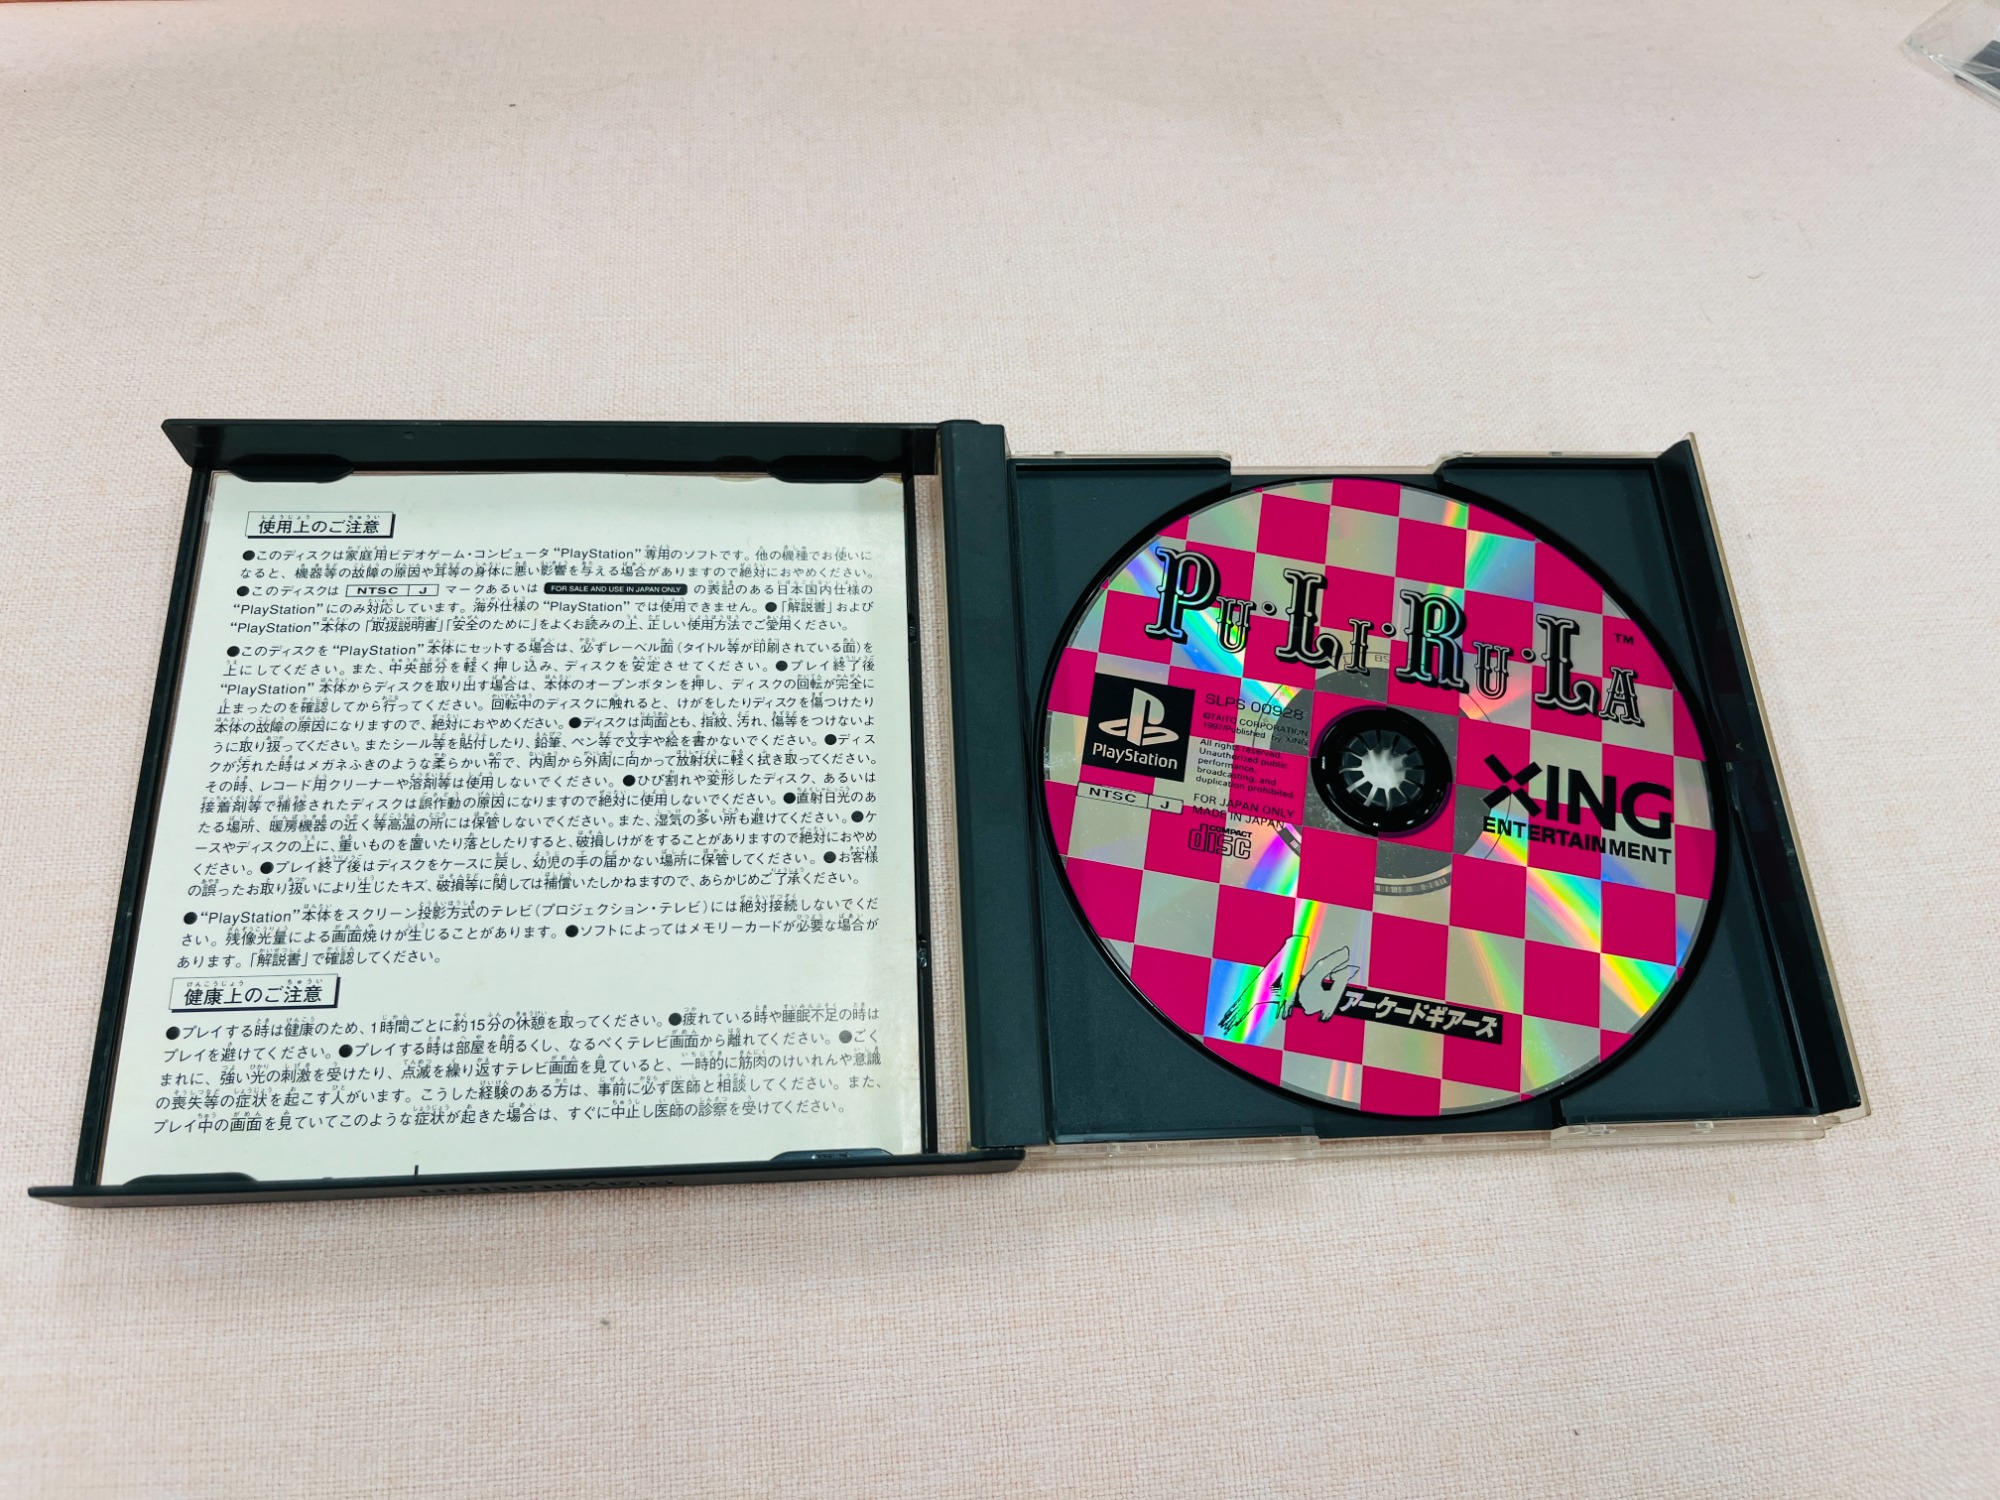 使用上のご注意
●このディスクは家庭用ビデオゲーム・コンピュータ“PlayStation”専用のソフトです。他の機種でお使いに
なると、機器等の故障の原因や耳等の身体に悪い影響を与える場合がありますので絶対におやめください。
●このディスクは NTSC J マークあるいは FOR SALE AND USE IN JAPAN ONLY の表記のある日本国内仕様の
“PlayStation”にのみ対応しています。海外仕様の“PlayStation”では使用できません。●「解説書」および
“PlayStation”本体の「取扱説明書」「安全のために」をよくお読みの上、正しい使用方法でご愛用ください。
●このディスクを“PlayStation”本体にセットする場合は、必ずレーベル面（タイトル等が印刷されている面）を
上にしてください。また、中央部分を軽く押し込み、ディスクを安定させてください。●プレイ終了後
“PlayStation”本体からディスクを取り出す場合は、本体のオープンボタンを押し、ディスクの回転が完全に
止まったのを確認してから行ってください。回転中のディスクに触れると、けがをしたりディスクを傷つけたり
本体の故障の原因になりますので、絶対におやめください。●ディスクは両面とも、指紋、汚れ、傷等をつけないよ
うに取り扱ってください。またシール等を貼付したり、鉛筆、ペン等で文字や絵を書かないでください。●ディス
クが汚れた時はメガネふきのような柔らかい布で、内周から外周に向かって放射状に軽く拭き取ってください。
その時、レコード用クリーナーや溶剤等は使用しないでください。●ひび割れや変形したディスク、あるいは
接着剤等で補修されたディスクは誤作動の原因になりますので絶対に使用しないでください。●直射日光のあ
たる場所、暖房機器の近く等高温の所には保管しないでください。また、湿気の多い所も避けてください。●ケ
ースやディスクの上に、重いものを置いたり落としたりすると、破損しけがをすることがありますので絶対におやめ
ください。●プレイ終了後はディスクをケースに戻し、幼児の手の届かない場所に保管してください。●お客様
の誤ったお取り扱いにより生じたキズ、破損等に関しては補償いたしかねますので、あらかじめご了承ください。
●“PlayStation”本体をスクリーン投影方式のテレビ（プロジェクション・テレビ）には絶対接続しないでくだ
さい。残像光量による画面焼けが生じることがあります。●ソフトによってはメモリーカードが必要な場合が
あります。「解説書」で確認してください。
健康上のご注意
●プレイする時は健康のため、1時間ごとに約15分の休憩を取ってください。●疲れている時や睡眠不足の時は
プレイを避けてください。●プレイする時は部屋を明るくし、なるべくテレビ画面から離れてください。●ごく
まれに、強い光の刺激を受けたり、点滅を繰り返すテレビ画面を見ていると、一時的に筋肉のけいれんや意識
の喪失等の症状を起こす人がいます。こうした経験のある方は、事前に必ず医師と相談してください。また、
プレイ中の画面を見ていてこのような症状が起きた場合は、すぐに中止し医師の診察を受けてください。
PU·LI·RU·LA TM
PlayStation
NTSC J
SLPS 00928
©TAITO CORPORATION
1997/Published by XING
All rights reserved.
Unauthorized public
performance,
broadcasting, and
duplication prohibited.
FOR JAPAN ONLY
MADE IN JAPAN
COMPACT
disc
XING
ENTERTAINMENT
AG
アーケードギアーズ